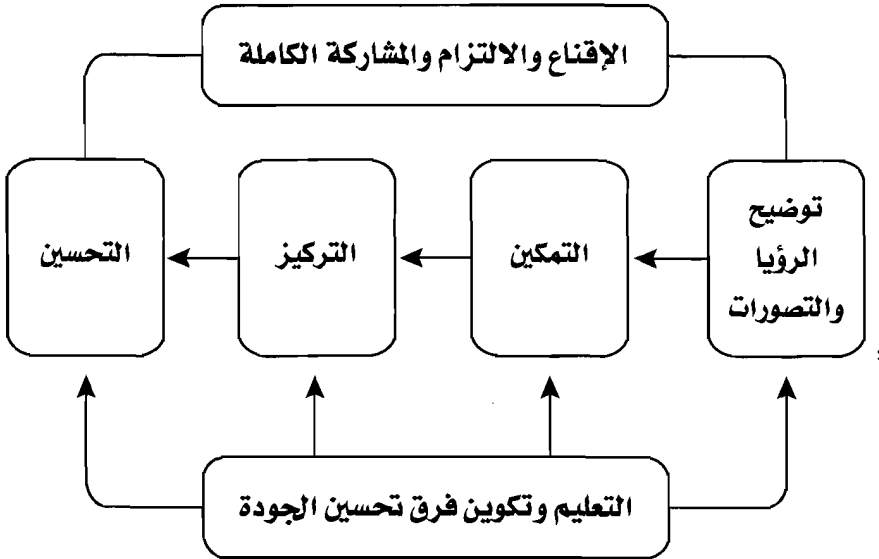 الإقناع والالتزام والمشاركة الكاملة
توضيح
الرؤيا
والتصورات
التمكين
التركيز
التحسين
التعليم وتكوين فرق تحسين الجودة